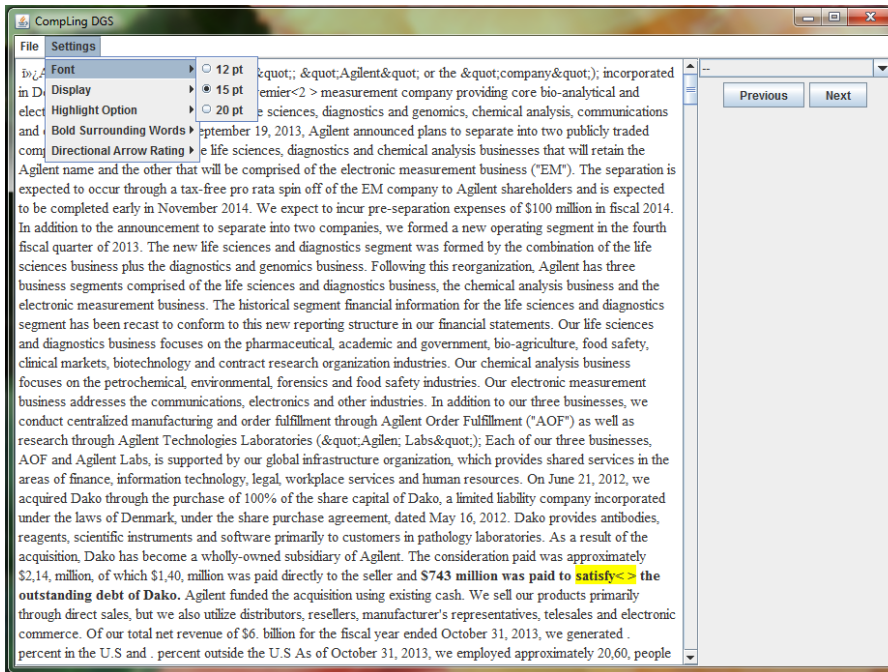 CompLing DGS
File Settings
ï»¿A &quot;; &quot;Agilent&quot; or the &quot;company&quot;); incorporated
Font 12 pt
in De emier<2 > measurement company providing core bio-analytical and
Display 15 pt
elect e sciences, diagnostics and genomics, chemical analysis, communications
Highlight Option 20 pt
and eptember 19, 2013, Agilent announced plans to separate into two publicly traded
Bold Surrounding Words
comp e life sciences, diagnostics and chemical analysis businesses that will retain the
Directional Arrow Rating
Agilent name and the other that will be comprised of the electronic measurement business ("EM"). The separation is
expected to occur through a tax-free pro rata spin off of the EM company to Agilent shareholders and is expected
to be completed early in November 2014. We expect to incur pre-separation expenses of $100 million in fiscal 2014.
In addition to the announcement to separate into two companies, we formed a new operating segment in the fourth
fiscal quarter of 2013. The new life sciences and diagnostics segment was formed by the combination of the life
sciences business plus the diagnostics and genomics business. Following this reorganization, Agilent has three
business segments comprised of the life sciences and diagnostics business, the chemical analysis business and the
electronic measurement business. The historical segment financial information for the life sciences and diagnostics
segment has been recast to conform to this new reporting structure in our financial statements. Our life sciences
and diagnostics business focuses on the pharmaceutical, academic and government, bio-agriculture, food safety,
clinical markets, biotechnology and contract research organization industries. Our chemical analysis business
focuses on the petrochemical, environmental, forensics and food safety industries. Our electronic measurement
business addresses the communications, electronics and other industries. In addition to our three businesses, we
conduct centralized manufacturing and order fulfillment through Agilent Order Fulfillment ("AOF") as well as
research through Agilent Technologies Laboratories (&quot;Agilen; Labs&quot;); Each of our three businesses,
AOF and Agilent Labs, is supported by our global infrastructure organization, which provides shared services in the
areas of finance, information technology, legal, workplace services and human resources. On June 21, 2012, we
acquired Dako through the purchase of 100% of the share capital of Dako, a limited liability company incorporated
under the laws of Denmark, under the share purchase agreement, dated May 16, 2012. Dako provides antibodies,
reagents, scientific instruments and software primarily to customers in pathology laboratories. As a result of the
acquisition, Dako has become a wholly-owned subsidiary of Agilent. The consideration paid was approximately
$2,14, million, of which $1,40, million was paid directly to the seller and $743 million was paid to satisfy< > the
outstanding debt of Dako. Agilent funded the acquisition using existing cash. We sell our products primarily
through direct sales, but we also utilize distributors, resellers, manufacturer's representatives, telesales and electronic
commerce. Of our total net revenue of $6. billion for the fiscal year ended October 31, 2013, we generated .
percent in the U.S and . percent outside the U.S As of October 31, 2013, we employed approximately 20,60, people
--
Previous Next